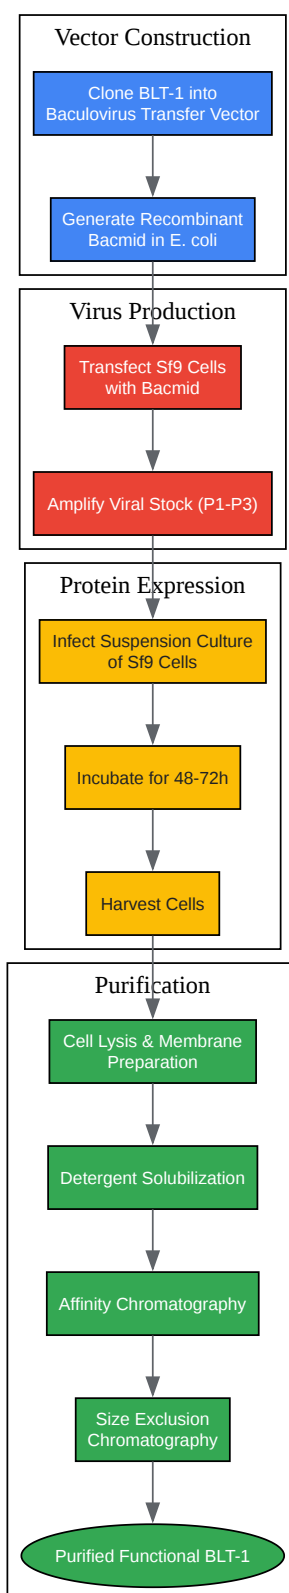 Vector Construction
Clone BLT-1 into
Baculovirus Transfer Vector
Generate Recombinant
Bacmid in E. coli
Virus Production
Transfect Sf9 Cells
with Bacmid
Amplify Viral Stock (P1-P3)
Protein Expression
Infect Suspension Culture
of Sf9 Cells
Incubate for 48-72h
Harvest Cells
Purification
Cell Lysis & Membrane
Preparation
Detergent Solubilization
Affinity Chromatography
Size Exclusion
Chromatography
Purified Functional BLT-1